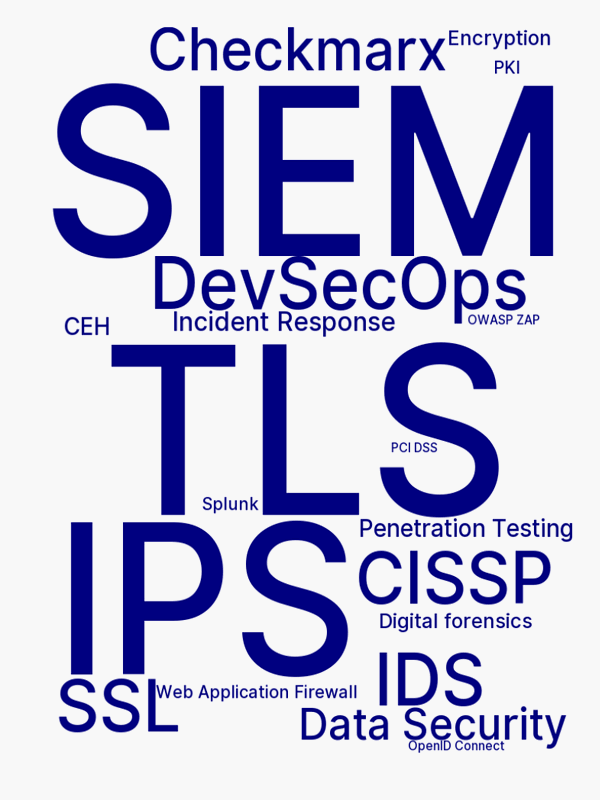 Checkmarx
Encryption
PKI
SIEM
DevSecOps
CEH
Incident Response
OWASP ZAP
TLS
PCI DSS
Splunk
IPS
Penetration Testing
CISSP
Digital forensics
IDS
SSL
Web Application Firewall
Data Security
OpenID Connect